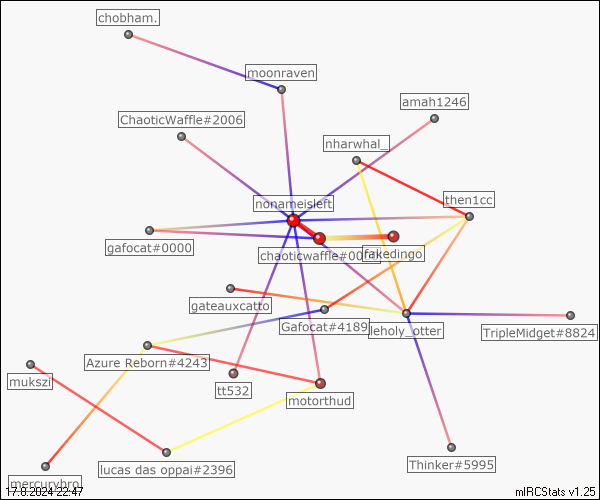 chobham.
moonraven
amah1246
ChaoticWaffle#2006
nharwhal_
nonameisleft
then1cc
gafocat#0000
chaoticwaffle#00
fakedingo
gateauxcatto
Gafocat#4189
leholy_otter
TripleMidget#8824
Azure Reborn#4243
mukszi
tt532
motorthud
lucas das oppai#2396
Thinker#5995
mercurybro
17.8.2024 22:47
mIRCStats v1.25